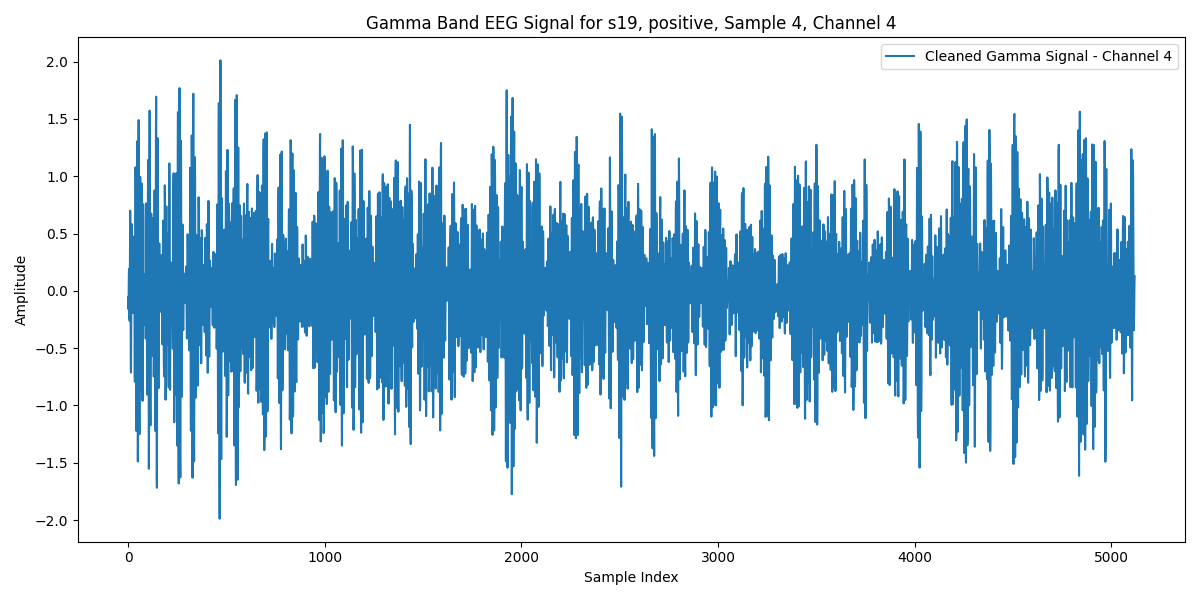 Gamma Band EEG Signal for s19, positive, Sample 4, Channel 4
Cleaned Gamma Signal - Channel 4
2.0
1.5
1.0
0.5
0.0
−0.5
−1.0
−1.5
−2.0
Amplitude
0 1000 2000 3000 4000 5000
Sample Index